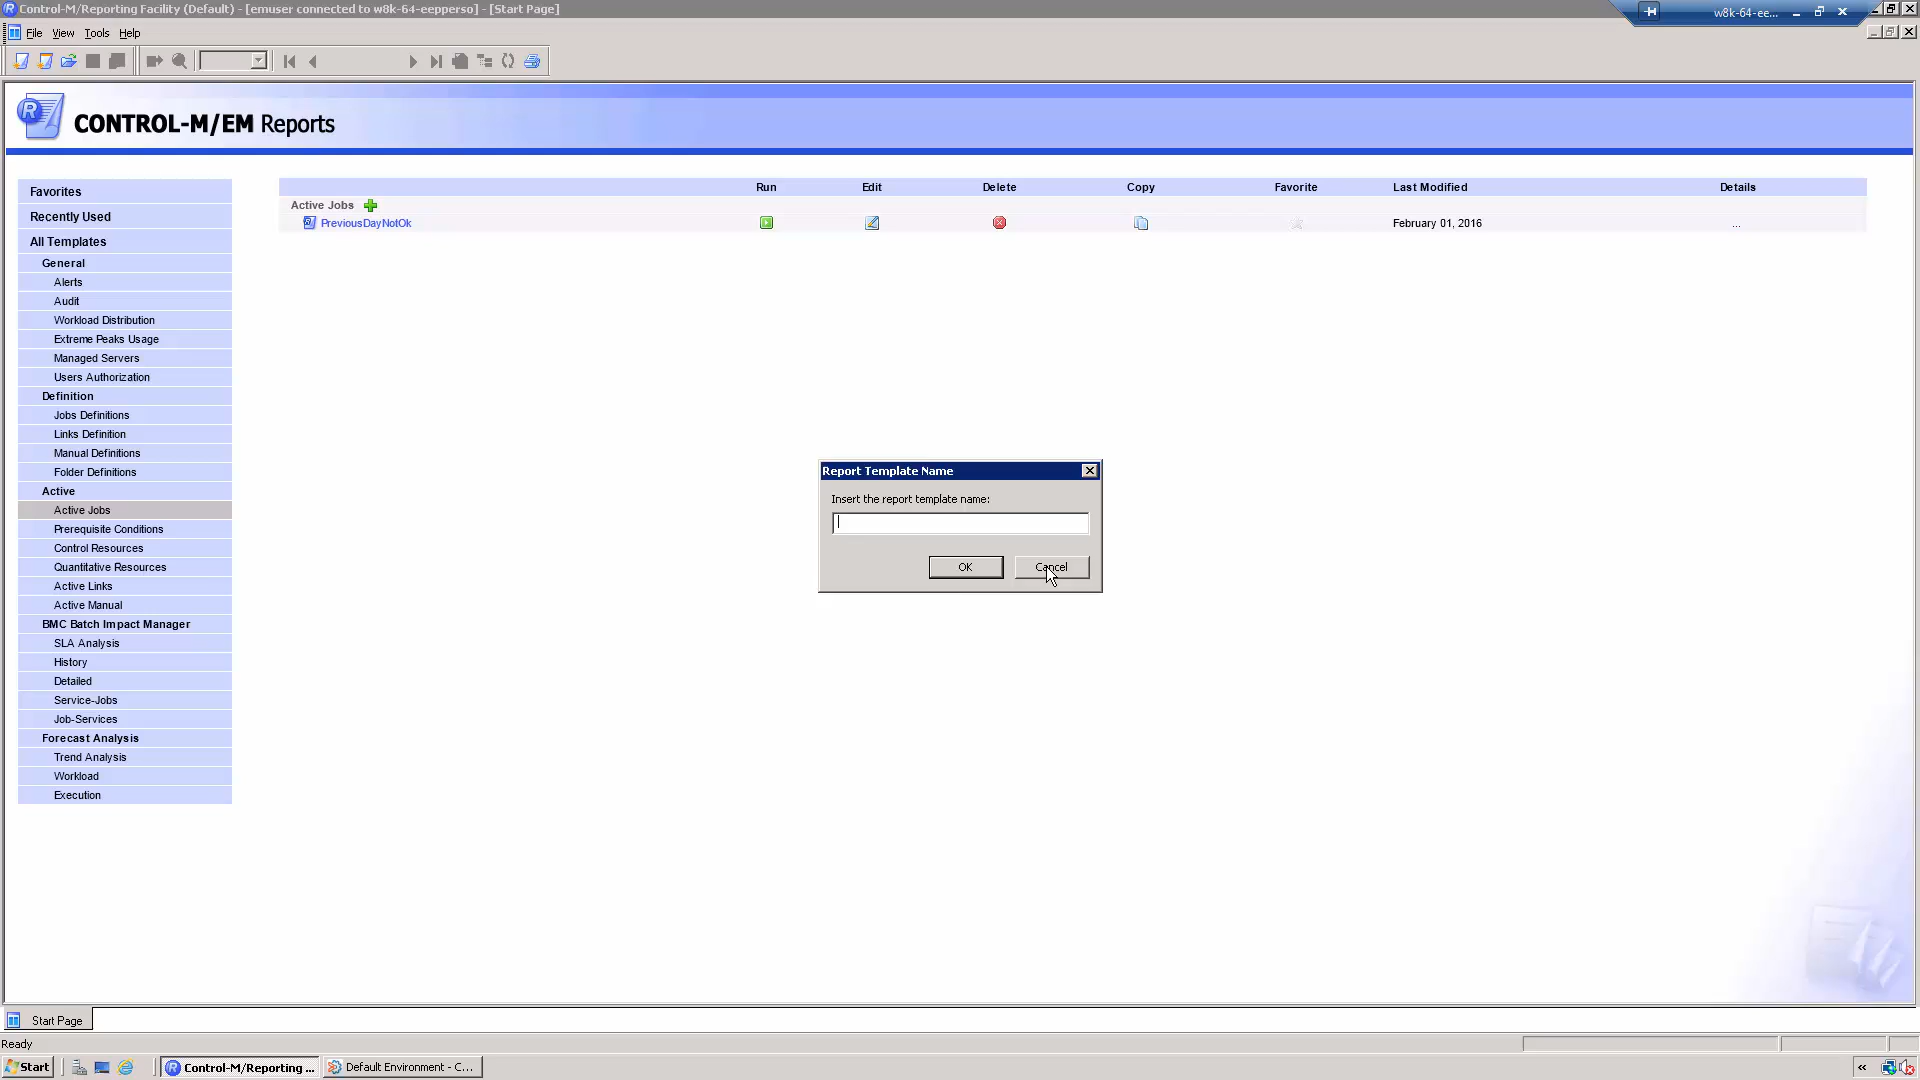 Control-M/Reporting Facility (Default) - [emuser connected to w8k-64-eepperso] - [Start Page]
w8k-64-ee...
File View Tools Help
CONTROL-M/EM Reports
Favorites
Recently Used
All Templates
General
Alerts
Audit
Workload Distribution
Extreme Peaks Usage
Managed Servers
Users Authorization
Definition
Jobs Definitions
Links Definition
Manual Definitions
Folder Definitions
Active
Active Jobs
Prerequisite Conditions
Control Resources
Quantitative Resources
Active Links
Active Manual
BMC Batch Impact Manager
SLA Analysis
History
Detailed
Service-Jobs
Job-Services
Forecast Analysis
Trend Analysis
Workload
Execution
Run Edit Delete Copy Favorite Last Modified Details
Active Jobs
PreviousDayNotOk February 01, 2016 ...
Report Template Name
Insert the report template name:
OK Cancel
Start Page
Ready
Start Control-M/Reporting ... Default Environment - C...